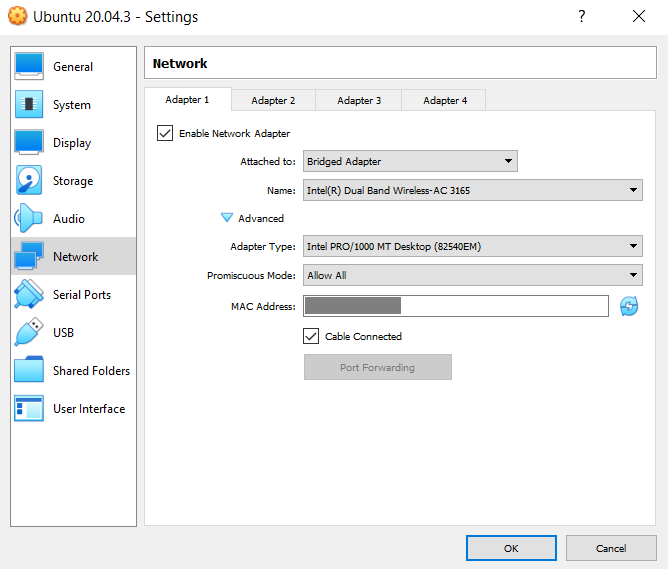 Ubuntu 20.04.3 - Settings
?
General
System
Display
Storage
Audio
Network
Serial Ports
USB
Shared Folders
User Interface
Network
Adapter 1 Adapter 2 Adapter 3 Adapter 4
Enable Network Adapter
Attached to: Bridged Adapter
Name: Intel(R) Dual Band Wireless-AC 3165
Advanced
Adapter Type: Intel PRO/1000 MT Desktop (82540EM)
Promiscuous Mode: Allow All
MAC Address:
Cable Connected
Port Forwarding
OK Cancel